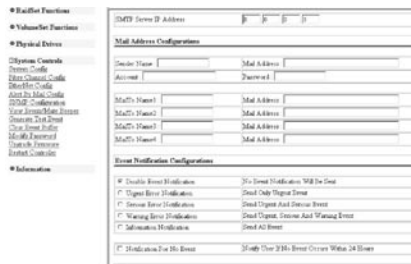 RaidSet Functions
VolumeSet Functions
Physical Drives
System Controls
System Config
Fibre Channel Config
EtherNet Config
Alert By Mail Config
SNMP Configuration
View Events/Mute Beeper
Generate Test Event
Clear Event Buffer
Modify Password
Upgrade Firmware
Restart Controller
Information
SMTP Server IP Address
0 0 0 0
Mail Address Configurations
Sender Name Mail Address
Account Password
MailTo Name1 Mail Address
MailTo Name2 Mail Address
MailTo Name3 Mail Address
MailTo Name4 Mail Address
Event Notification Configurations
Disable Event Notification No Event Notification Will Be Sent
Urgent Error Notification Send Only Urgent Event
Serious Error Notification Send Urgent And Serious Event
Warning Error Notification Send Urgent, Serious And Warning Event
Information Notification Send All Event
Notification For No Event Notify User If No Event Occurs Within 24 Hours